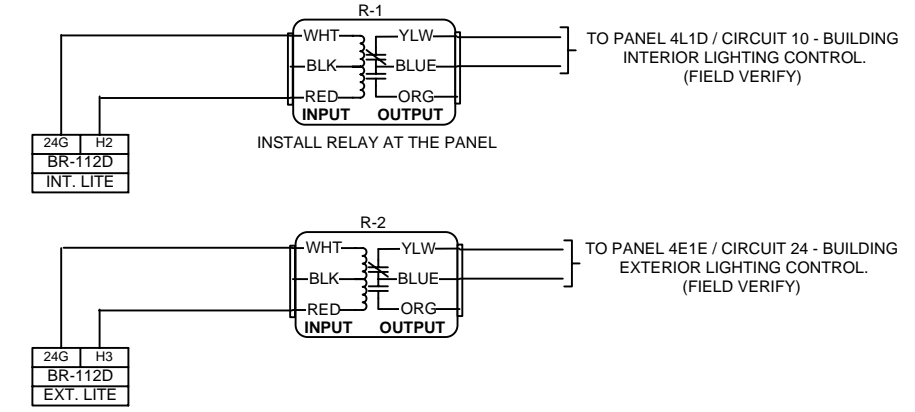 R-1
WHT YLW
BLK BLUE
RED ORG
INPUT OUTPUT
INSTALL RELAY AT THE PANEL
TO PANEL 4L1D / CIRCUIT 10 - BUILDING
INTERIOR LIGHTING CONTROL.
(FIELD VERIFY)
24G H2
BR-112D
INT. LITE
R-2
WHT YLW
BLK BLUE
RED ORG
INPUT OUTPUT
TO PANEL 4E1E / CIRCUIT 24 - BUILDING
EXTERIOR LIGHTING CONTROL.
(FIELD VERIFY)
24G H3
BR-112D
EXT. LITE